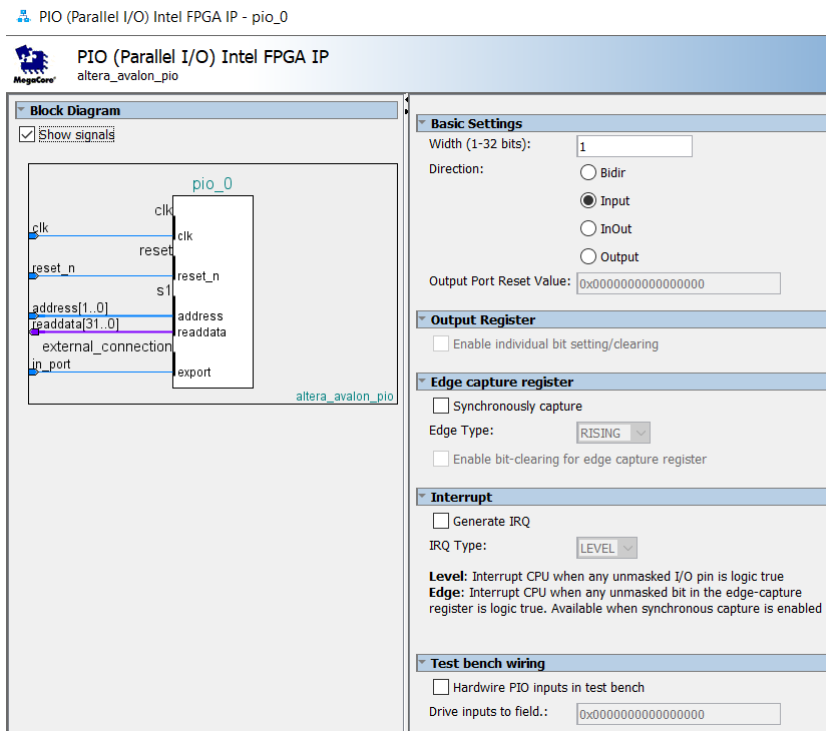 PIO (Parallel I/O) Intel FPGA IP - pio_0
PIO (Parallel I/O) Intel FPGA IP
altera_avalon_pio
MegaCore'
Block Diagram
Show signals
pio_0
clk
clk
clk
reset
reset_n
reset_n
s1
address[1..0]
address
readdata[31..0]
readdata
external_connection
in_port
export
altera_avalon_pio
Basic Settings
Width (1-32 bits): 1
Direction: Bidir
Input
InOut
Output
Output Port Reset Value: 0x0000000000000000
Output Register
Enable individual bit setting/clearing
Edge capture register
Synchronously capture
Edge Type: RISING
Enable bit-clearing for edge capture register
Interrupt
Generate IRQ
IRQ Type: LEVEL
Level: Interrupt CPU when any unmasked I/O pin is logic true
Edge: Interrupt CPU when any unmasked bit in the edge-capture
register is logic true. Available when synchronous capture is enabled
Test bench wiring
Hardwire PIO inputs in test bench
Drive inputs to field.: 0x0000000000000000